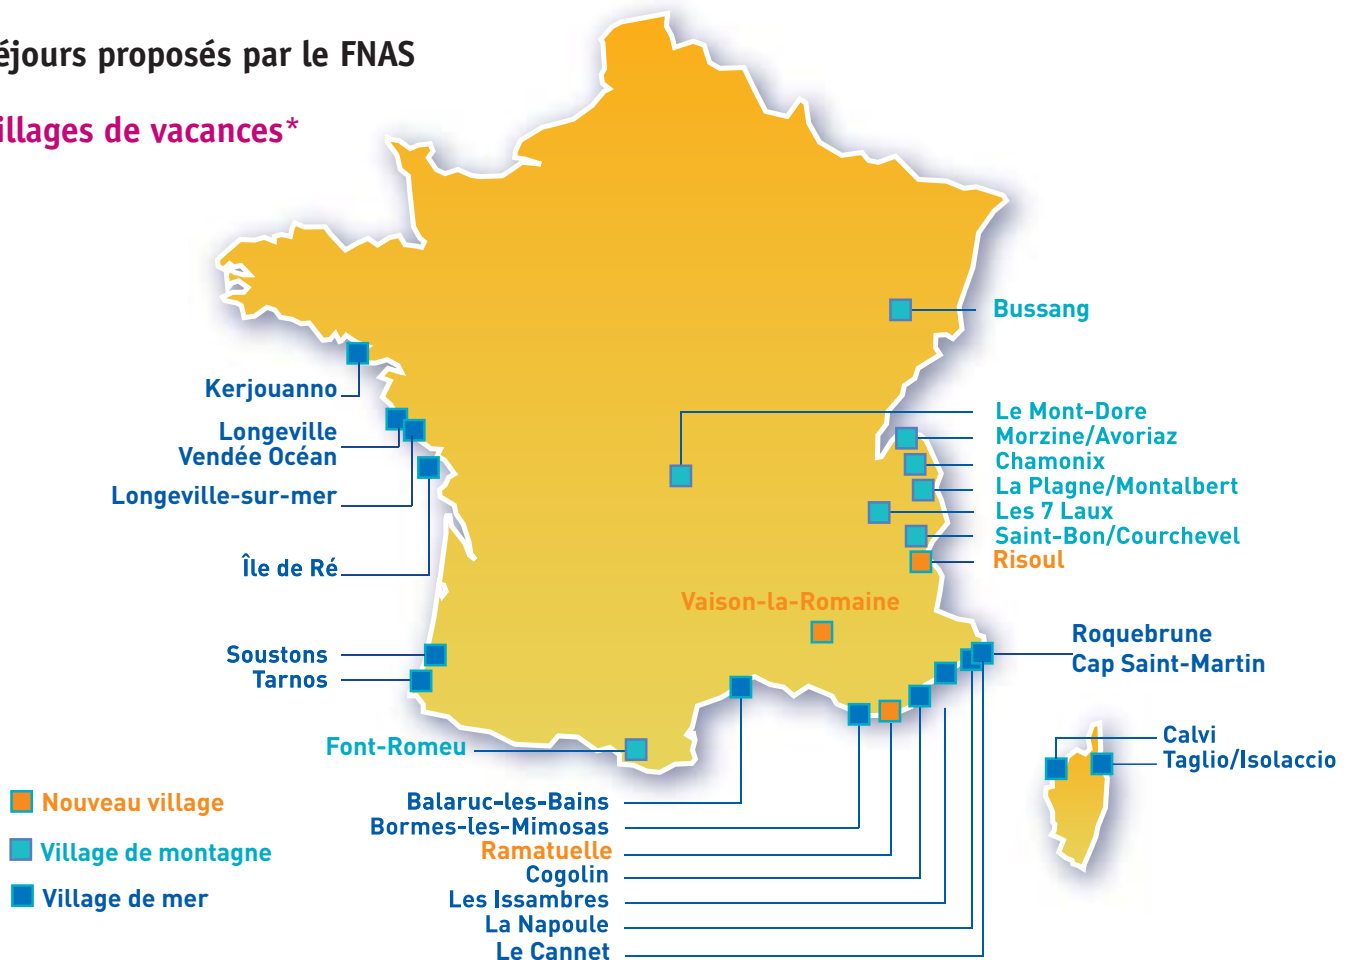 éjours proposés par le FNAS
illages de vacances*
Bussang
Kerjouanno
Longeville
Vendée Océan
Longeville-sur-mer
Île de Ré
Le Mont-Dore
Morzine/Avoriaz
Chamonix
La Plagne/Montalbert
Les 7 Laux
Saint-Bon/Courchevel
Risoul
Vaison-la-Romaine
Roquebrune
Cap Saint-Martin
Soustons
Tarnos
Font-Romeu
Calvi
Taglio/Isolaccio
Balaruc-les-Bains
Bormes-les-Mimosas
Ramatuelle
Cogolin
Les Issambres
La Napoule
Le Cannet
Nouveau village
Village de montagne
Village de mer